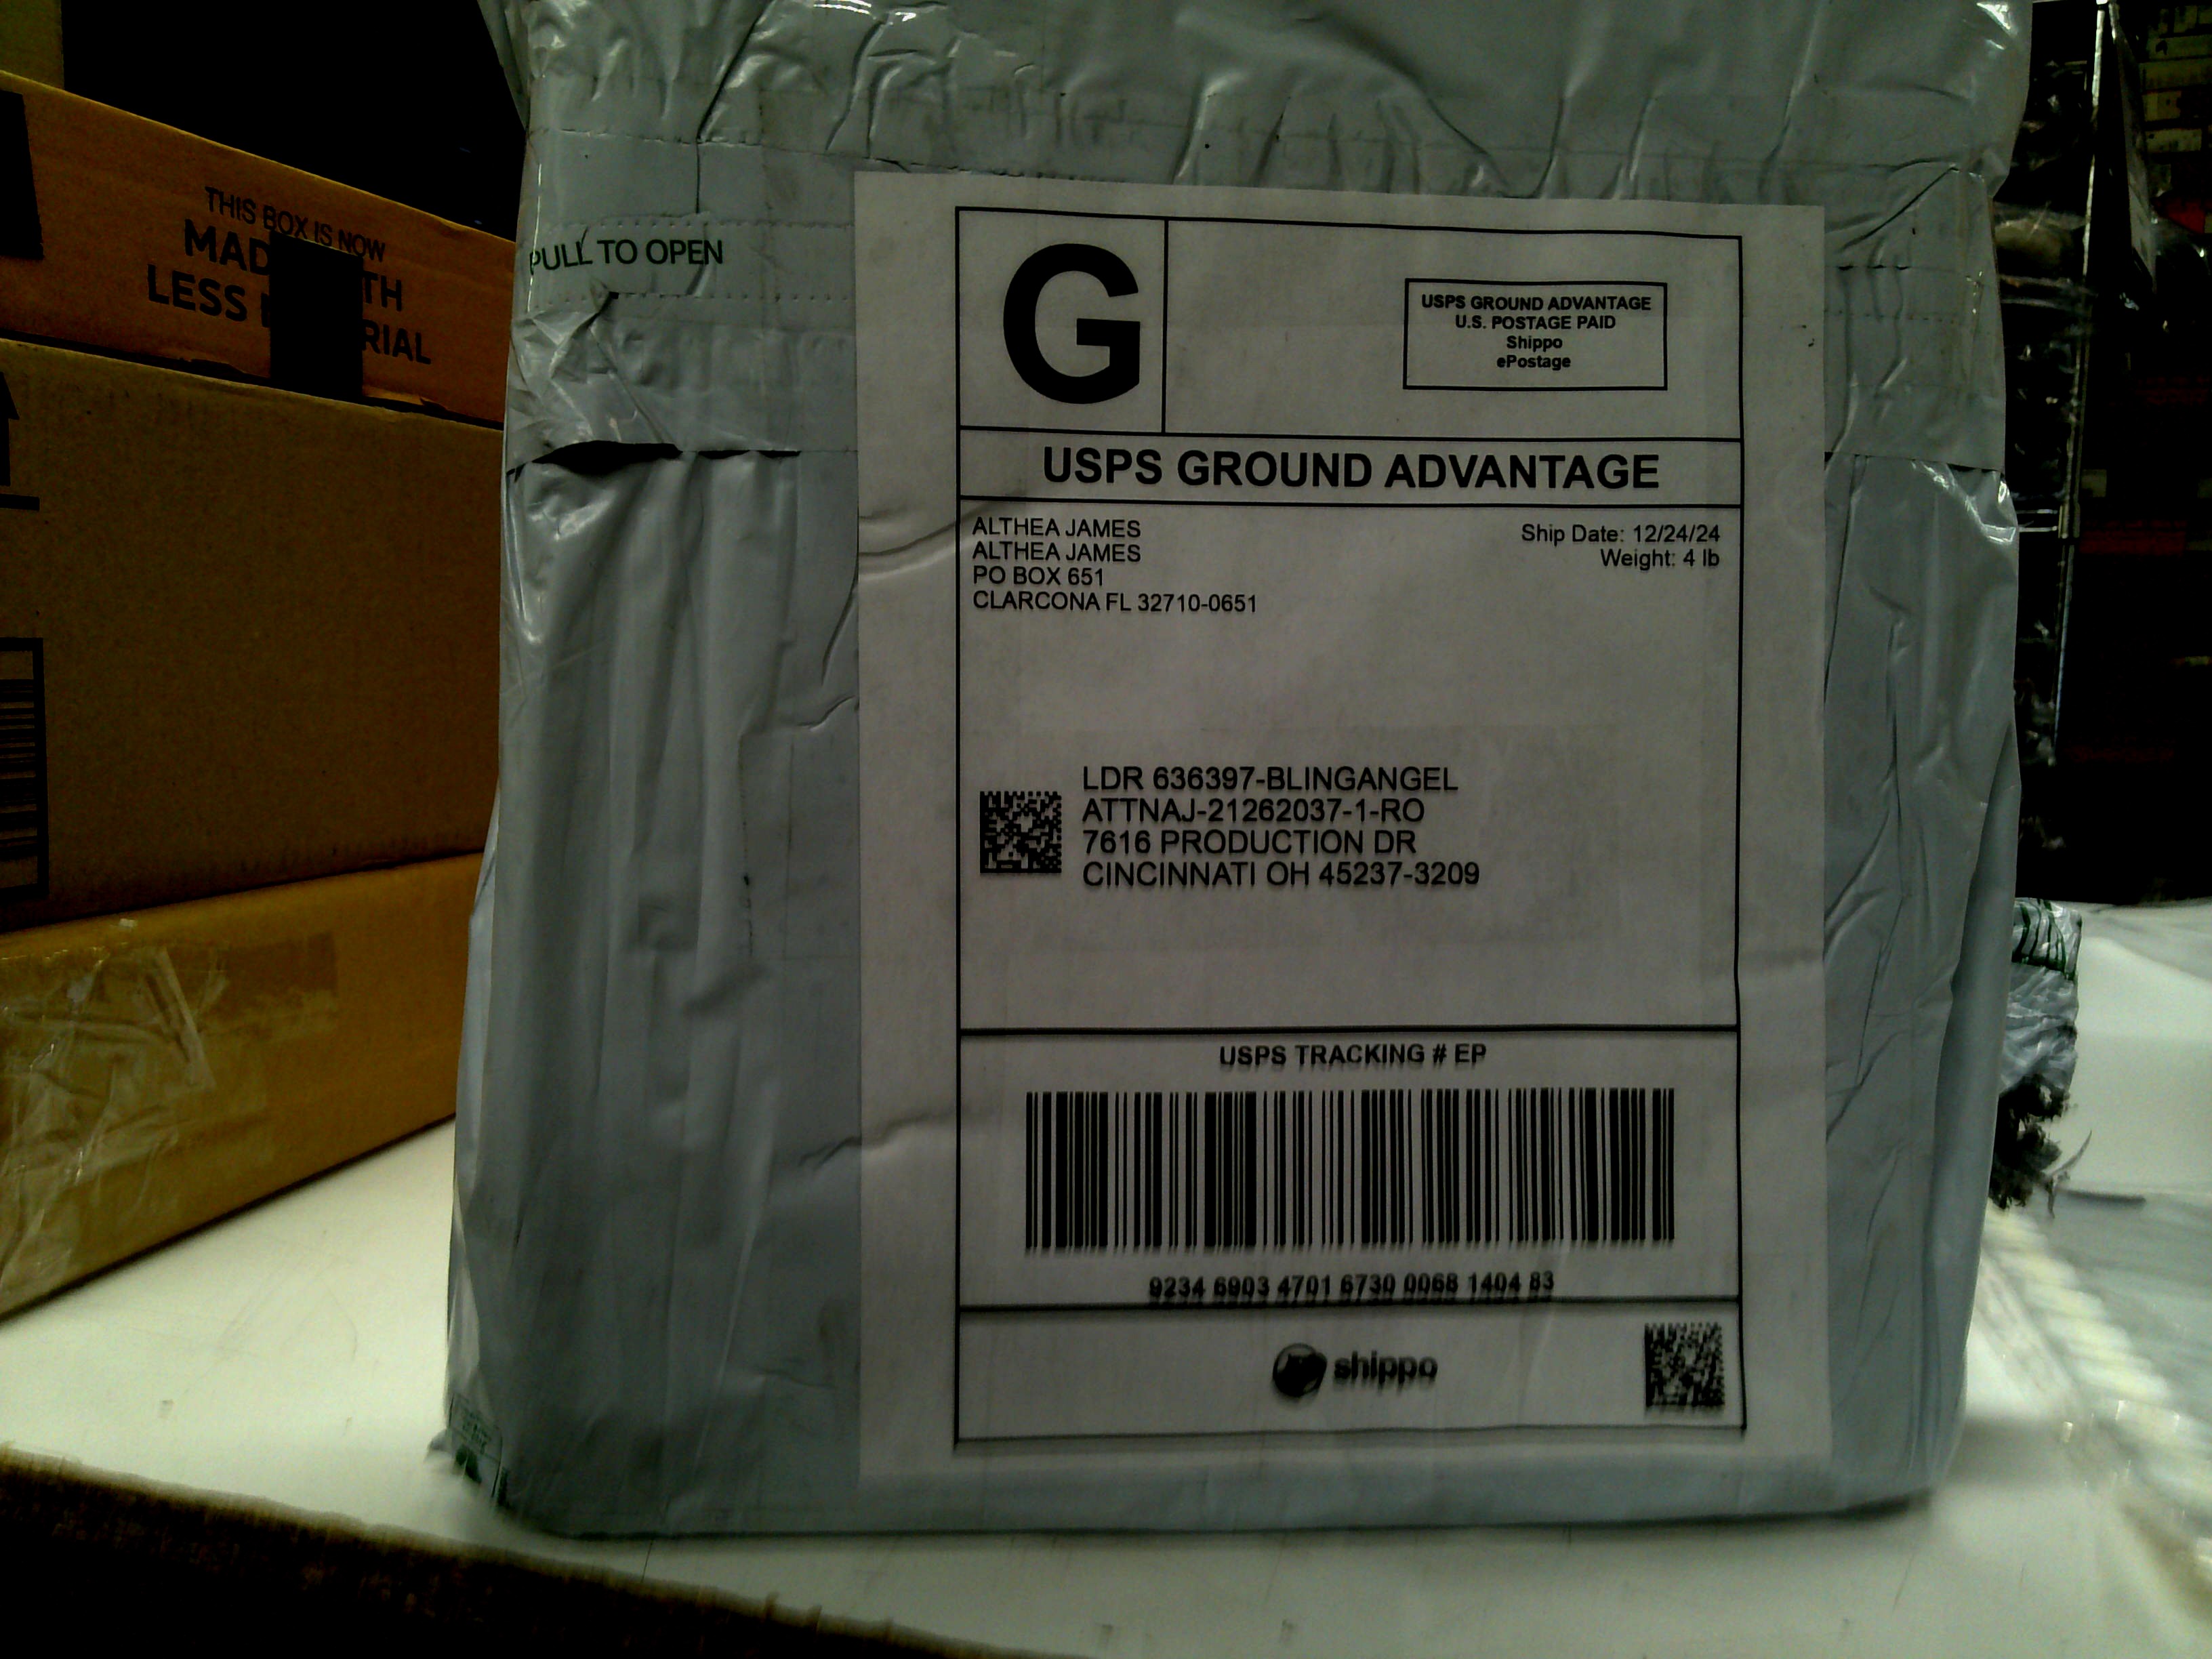 THIS BOX IS NOW
LESS
PULL TO OPEN
G
USPS GROUND ADVANTAGE
U.S. POSTAGE PAID
Shippo
ePostage
USPS GROUND ADVANTAGE
ALTHEA JAMES
ALTHEA JAMES
PO BOX 651
CLARCONA FL 32710-0651
Ship Date: 12/24/24
Weight: 4 lb
LDR 636397-BLINGANGEL
ATTNAJ-21262037-1-RO
7616 PRODUCTION DR
CINCINNATI OH 45237-3209
USPS TRACKING # EP
9234 6903 4701 6730 0068 1404 83
shippo